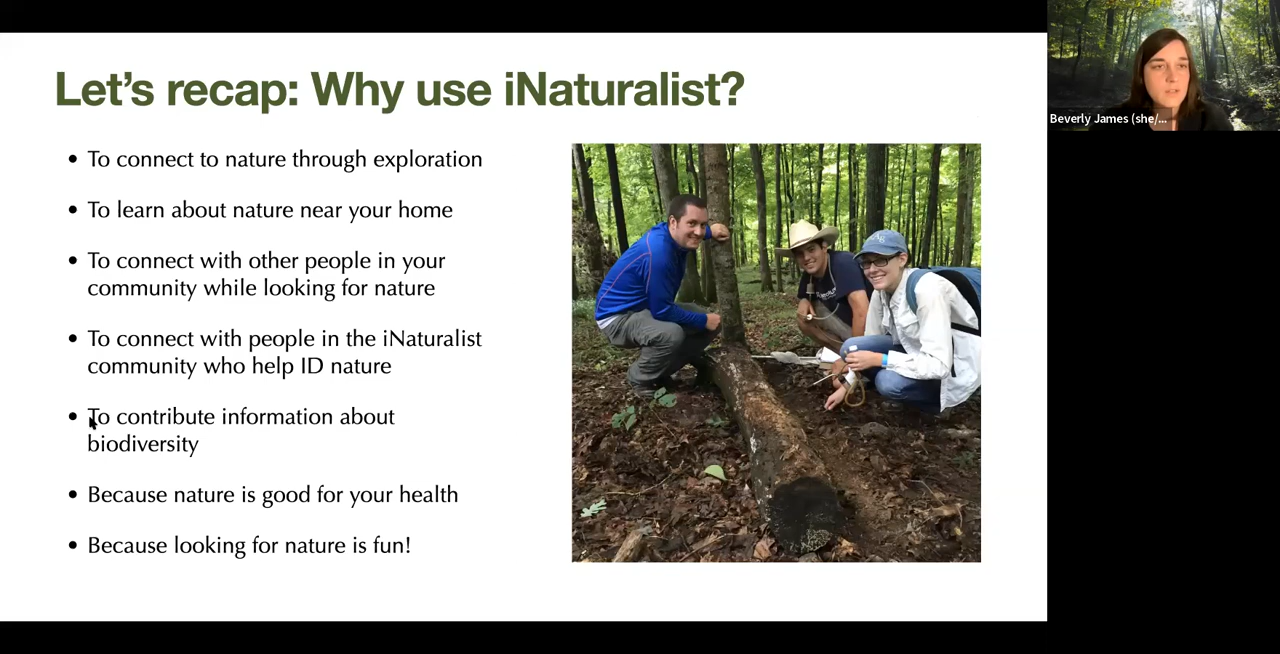 Let's recap: Why use iNaturalist?
• To connect to nature through exploration
• To learn about nature near your home
• To connect with other people in your
community while looking for nature
• To connect with people in the iNaturalist
community who help ID nature
• To contribute information about
biodiversity
• Because nature is good for your health
• Because looking for nature is fun!
Beverly James (she/...